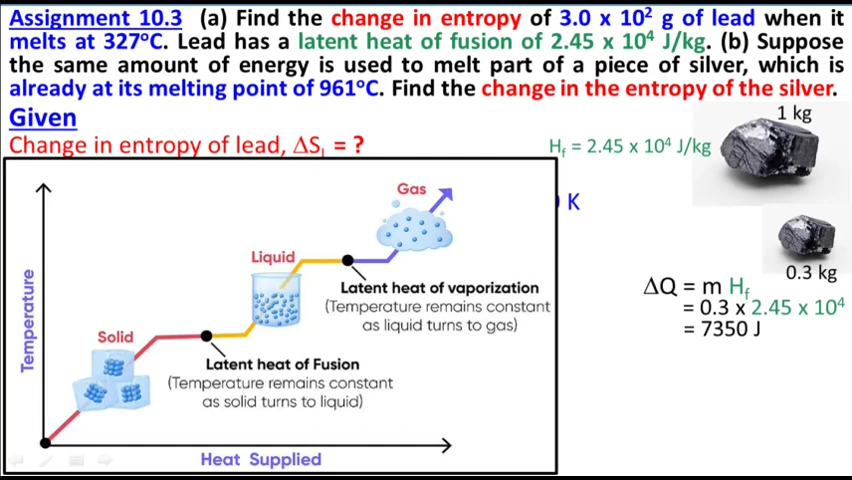 Assignment 10.3 (a) Find the change in entropy of 3.0 x 10² g of lead when it
melts at 327ºC. Lead has a latent heat of fusion of 2.45 x 10⁴ J/kg. (b) Suppose
the same amount of energy is used to melt part of a piece of silver, which is
already at its melting point of 961ºC. Find the change in the entropy of the silver.
Given
1 kg
Change in entropy of lead, ΔS = ?
H_f = 2.45 x 10⁴ J/kg
K
Gas
Liquid
Latent heat of vaporization
(Temperature remains constant
as liquid turns to gas)
Solid
Latent heat of Fusion
(Temperature remains constant
as solid turns to liquid)
Temperature
Heat Supplied
0.3 kg
ΔQ = m H_f
= 0.3 x 2.45 x 10⁴
= 7350 J